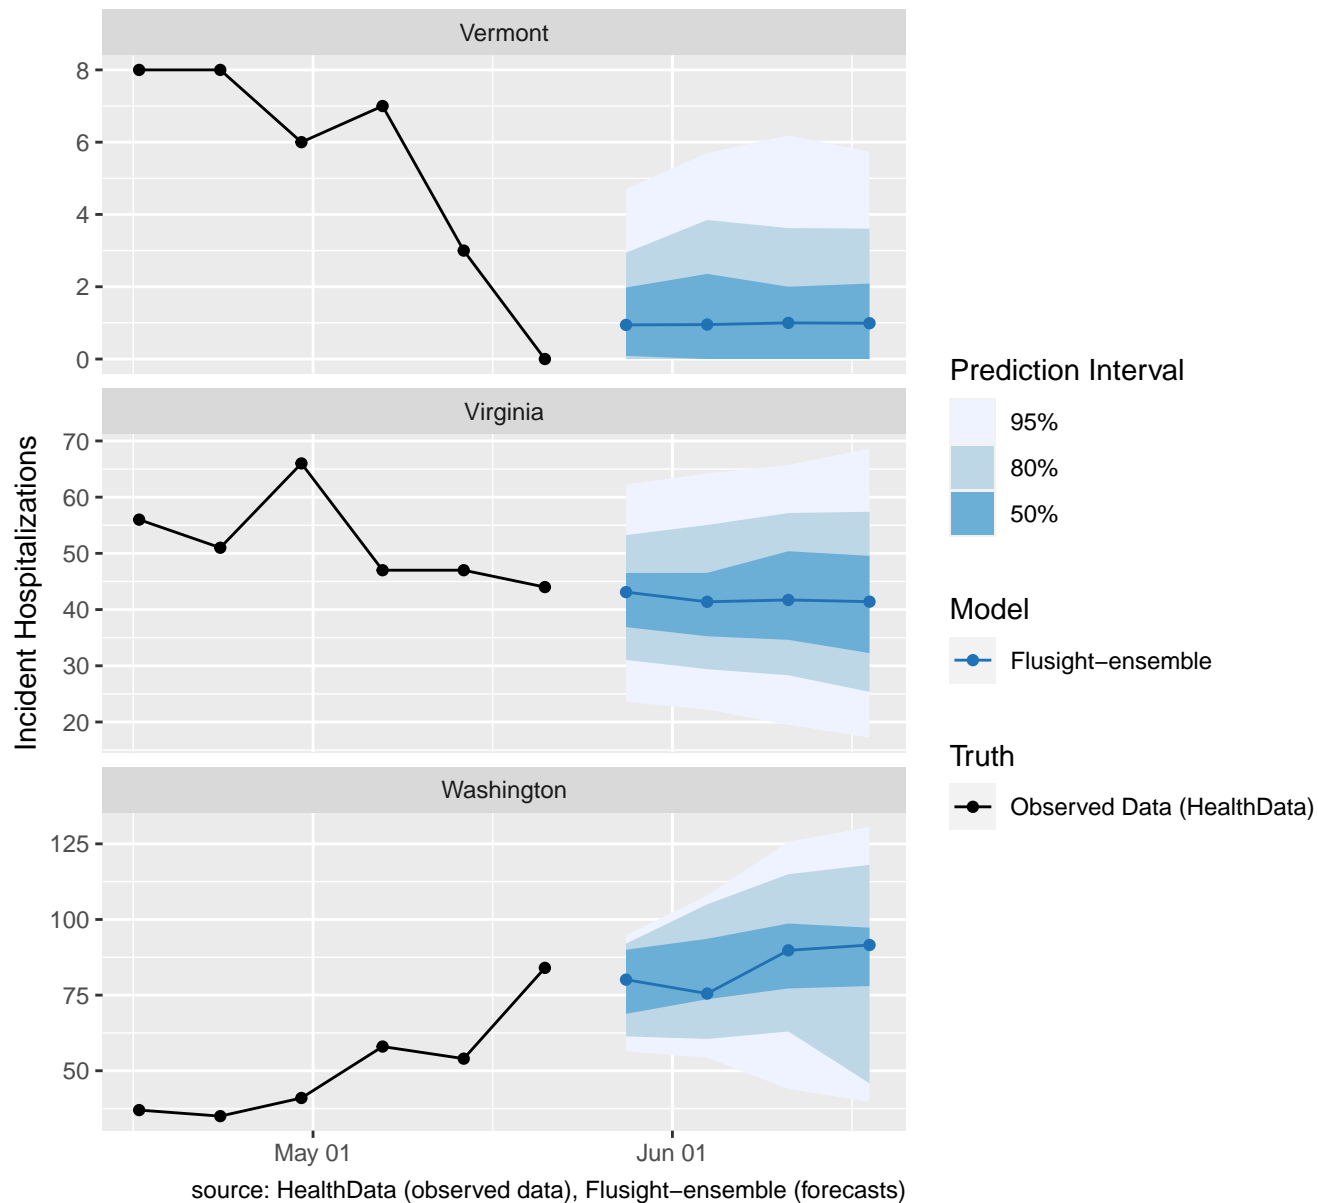 Vermont
8
6
4
2
0
Virginia
70
60
50
40
30
20
Washington
125
100
75
50
May 01
Jun 01
Incident Hospitalizations
source: HealthData (observed data), Flusight−ensemble (forecasts)
Prediction Interval
95%
80%
50%
Model
Flusight−ensemble
Truth
Observed Data (HealthData)